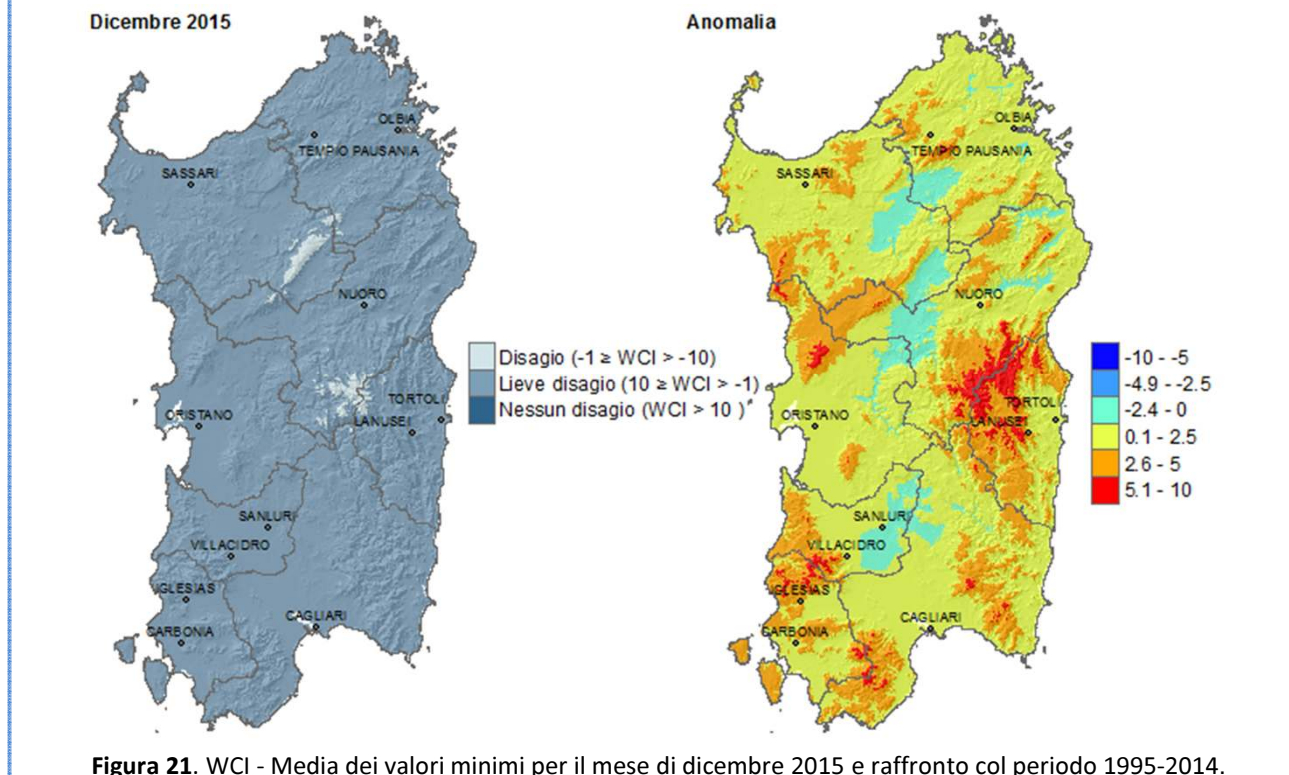 Dicembre 2015
OLBIA
TEMPIO PAUSANIA
SASSARI
NUORO
TORTOLI
ORISTANO
LANUSEI
SANLURI
VILLACIDRO
IGLESIAS
CAGLIARI
CARBONIA
Disagio (-1 ≥ WCI > -10)
Lieve disagio (10 ≥ WCI > -1)
Nessun disagio (WCI > 10 )
Anomalia
OLBIA
TEMPIO PAUSANIA
SASSARI
NUORO
TORTOLI
ORISTANO
LANUSEI
SANLURI
VILLACIDRO
IGLESIAS
CAGLIARI
CARBONIA
-10 - -5
-4.9 - -2.5
-2.4 - 0
0.1 - 2.5
2.6 - 5
5.1 - 10
Figura 21. WCI - Media dei valori minimi per il mese di dicembre 2015 e raffronto col periodo 1995-2014.